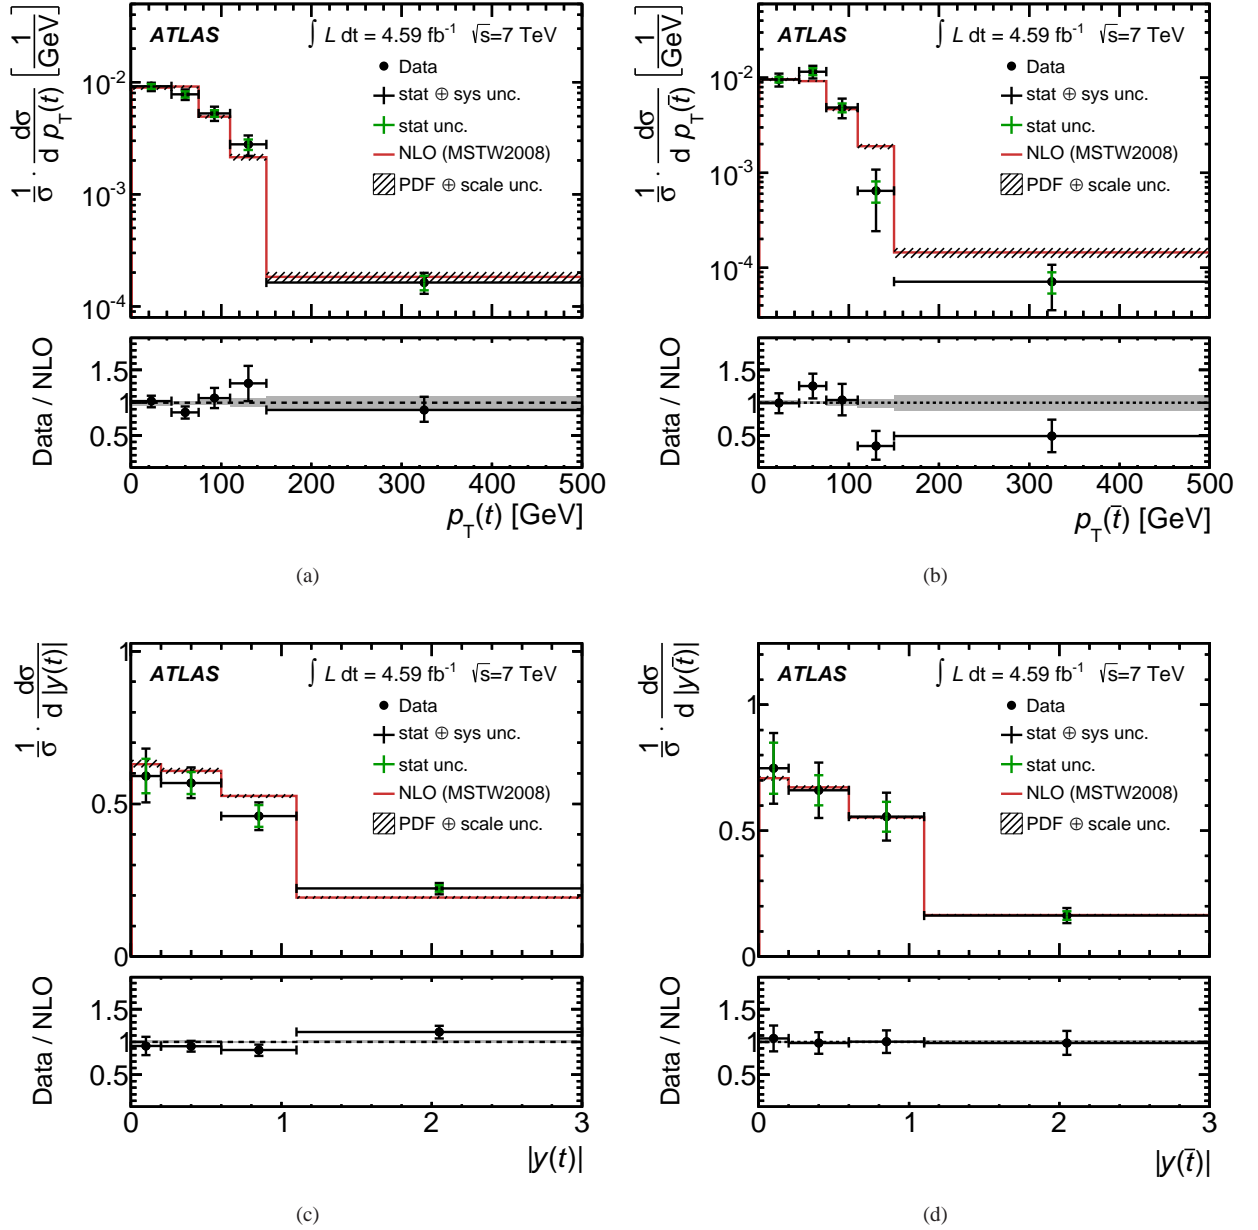 ATLAS ∫ L dt = 4.59 fb⁻¹ √s=7 TeV
Data
stat ⊕ sys unc.
stat unc.
NLO (MSTW2008)
PDF ⊕ scale unc.
1/σ · dσ/d p_T(t) [1/GeV]
10⁻²
10⁻³
10⁻⁴
Data / NLO
1.5
1
0.5
0 100 200 300 400 500
p_T(t) [GeV]
(a)
ATLAS ∫ L dt = 4.59 fb⁻¹ √s=7 TeV
Data
stat ⊕ sys unc.
stat unc.
NLO (MSTW2008)
PDF ⊕ scale unc.
1/σ · dσ/d p_T(t̄) [1/GeV]
10⁻²
10⁻³
10⁻⁴
Data / NLO
1.5
1
0.5
0 100 200 300 400 500
p_T(t̄) [GeV]
(b)
ATLAS ∫ L dt = 4.59 fb⁻¹ √s=7 TeV
Data
stat ⊕ sys unc.
stat unc.
NLO (MSTW2008)
PDF ⊕ scale unc.
1/σ · dσ/d |y(t)|
1
0.5
0
Data / NLO
1.5
1
0.5
0 1 2 3
|y(t)|
(c)
ATLAS ∫ L dt = 4.59 fb⁻¹ √s=7 TeV
Data
stat ⊕ sys unc.
stat unc.
NLO (MSTW2008)
PDF ⊕ scale unc.
1/σ · dσ/d |y(t̄)|
1
0.5
0
Data / NLO
1.5
1
0.5
0 1 2 3
|y(t̄)|
(d)